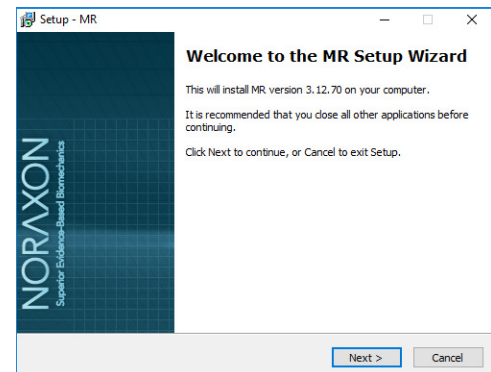 Setup - MR
Welcome to the MR Setup Wizard
This will install MR version 3.12.70 on your computer.
It is recommended that you close all other applications before
continuing.
Click Next to continue, or Cancel to exit Setup.
NORAXON
Superior Evidence-Based Biomechanics
Next >
Cancel